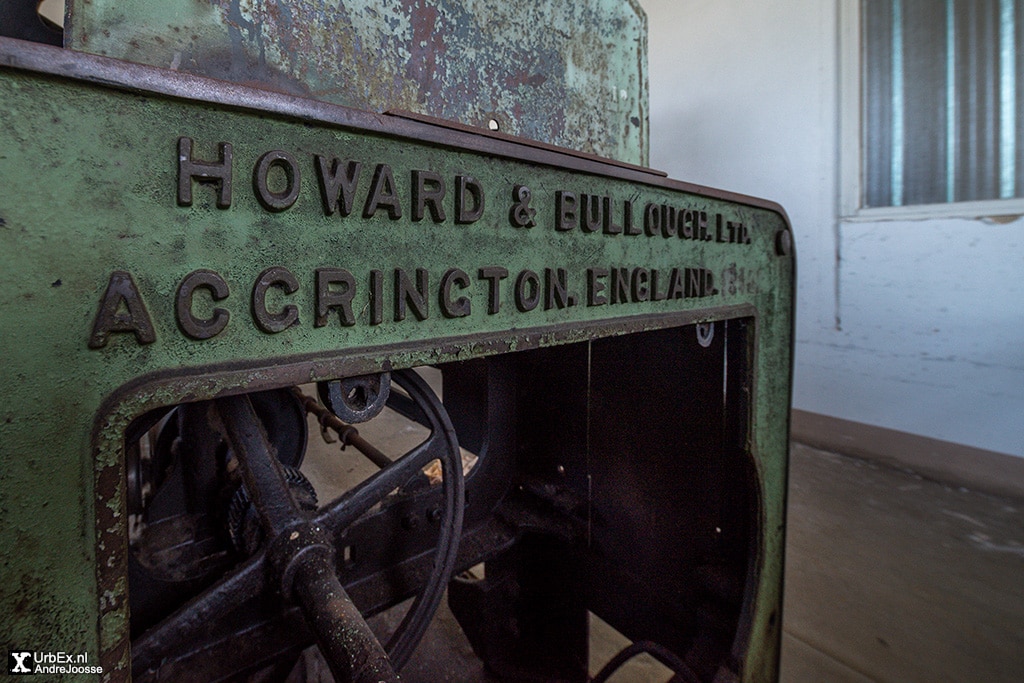 HOWARD & BULLOUGH. LTD.
ACCRINGTON. ENGLAND.
X UrbEx.nl
AndreJoosse